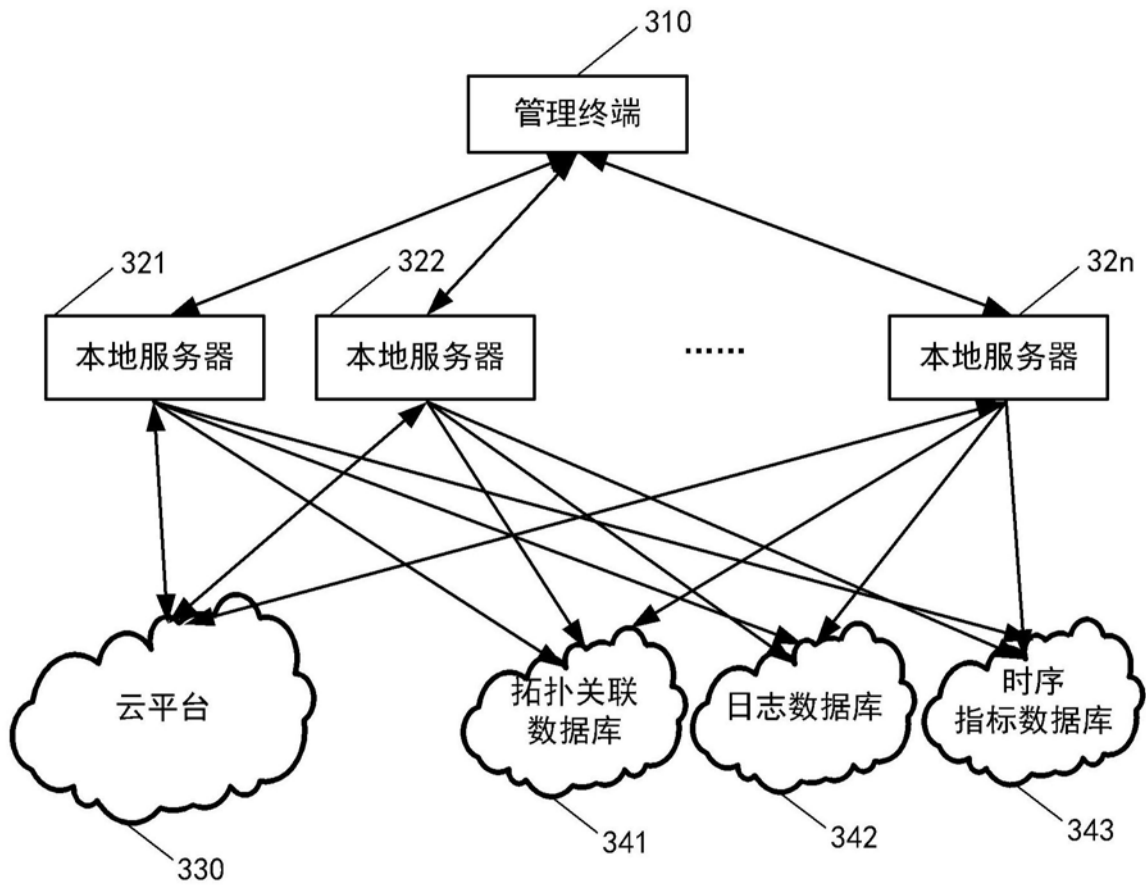 310
管理终端
321
322
32n
本地服务器
本地服务器
……
本地服务器
云平台
拓扑关联
数据库
日志数据库
时序
指标数据库
330
341
342
343